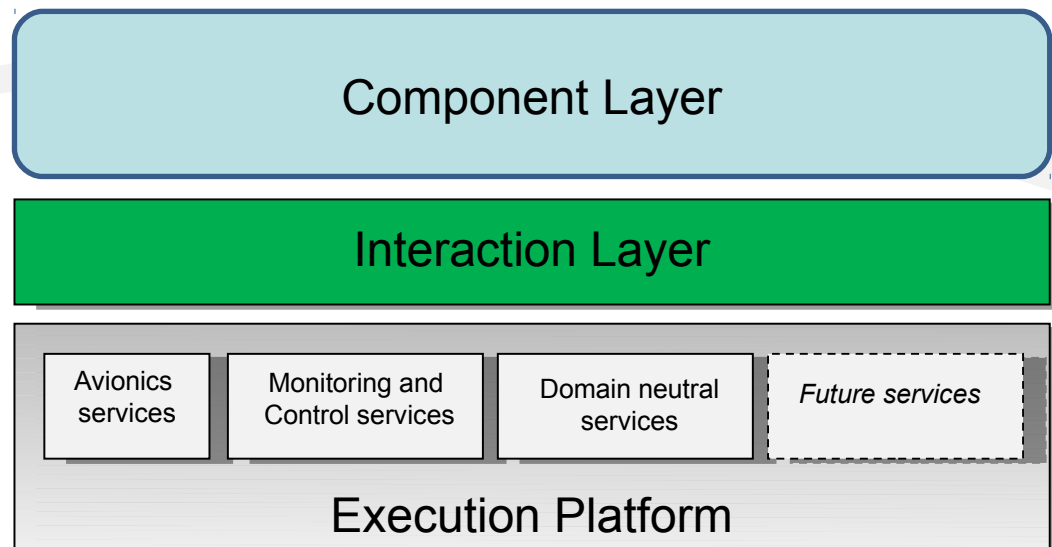 Component Layer
Interaction Layer
Avionics
services
Monitoring and
Control services
Domain neutral
services
Future services
Execution Platform